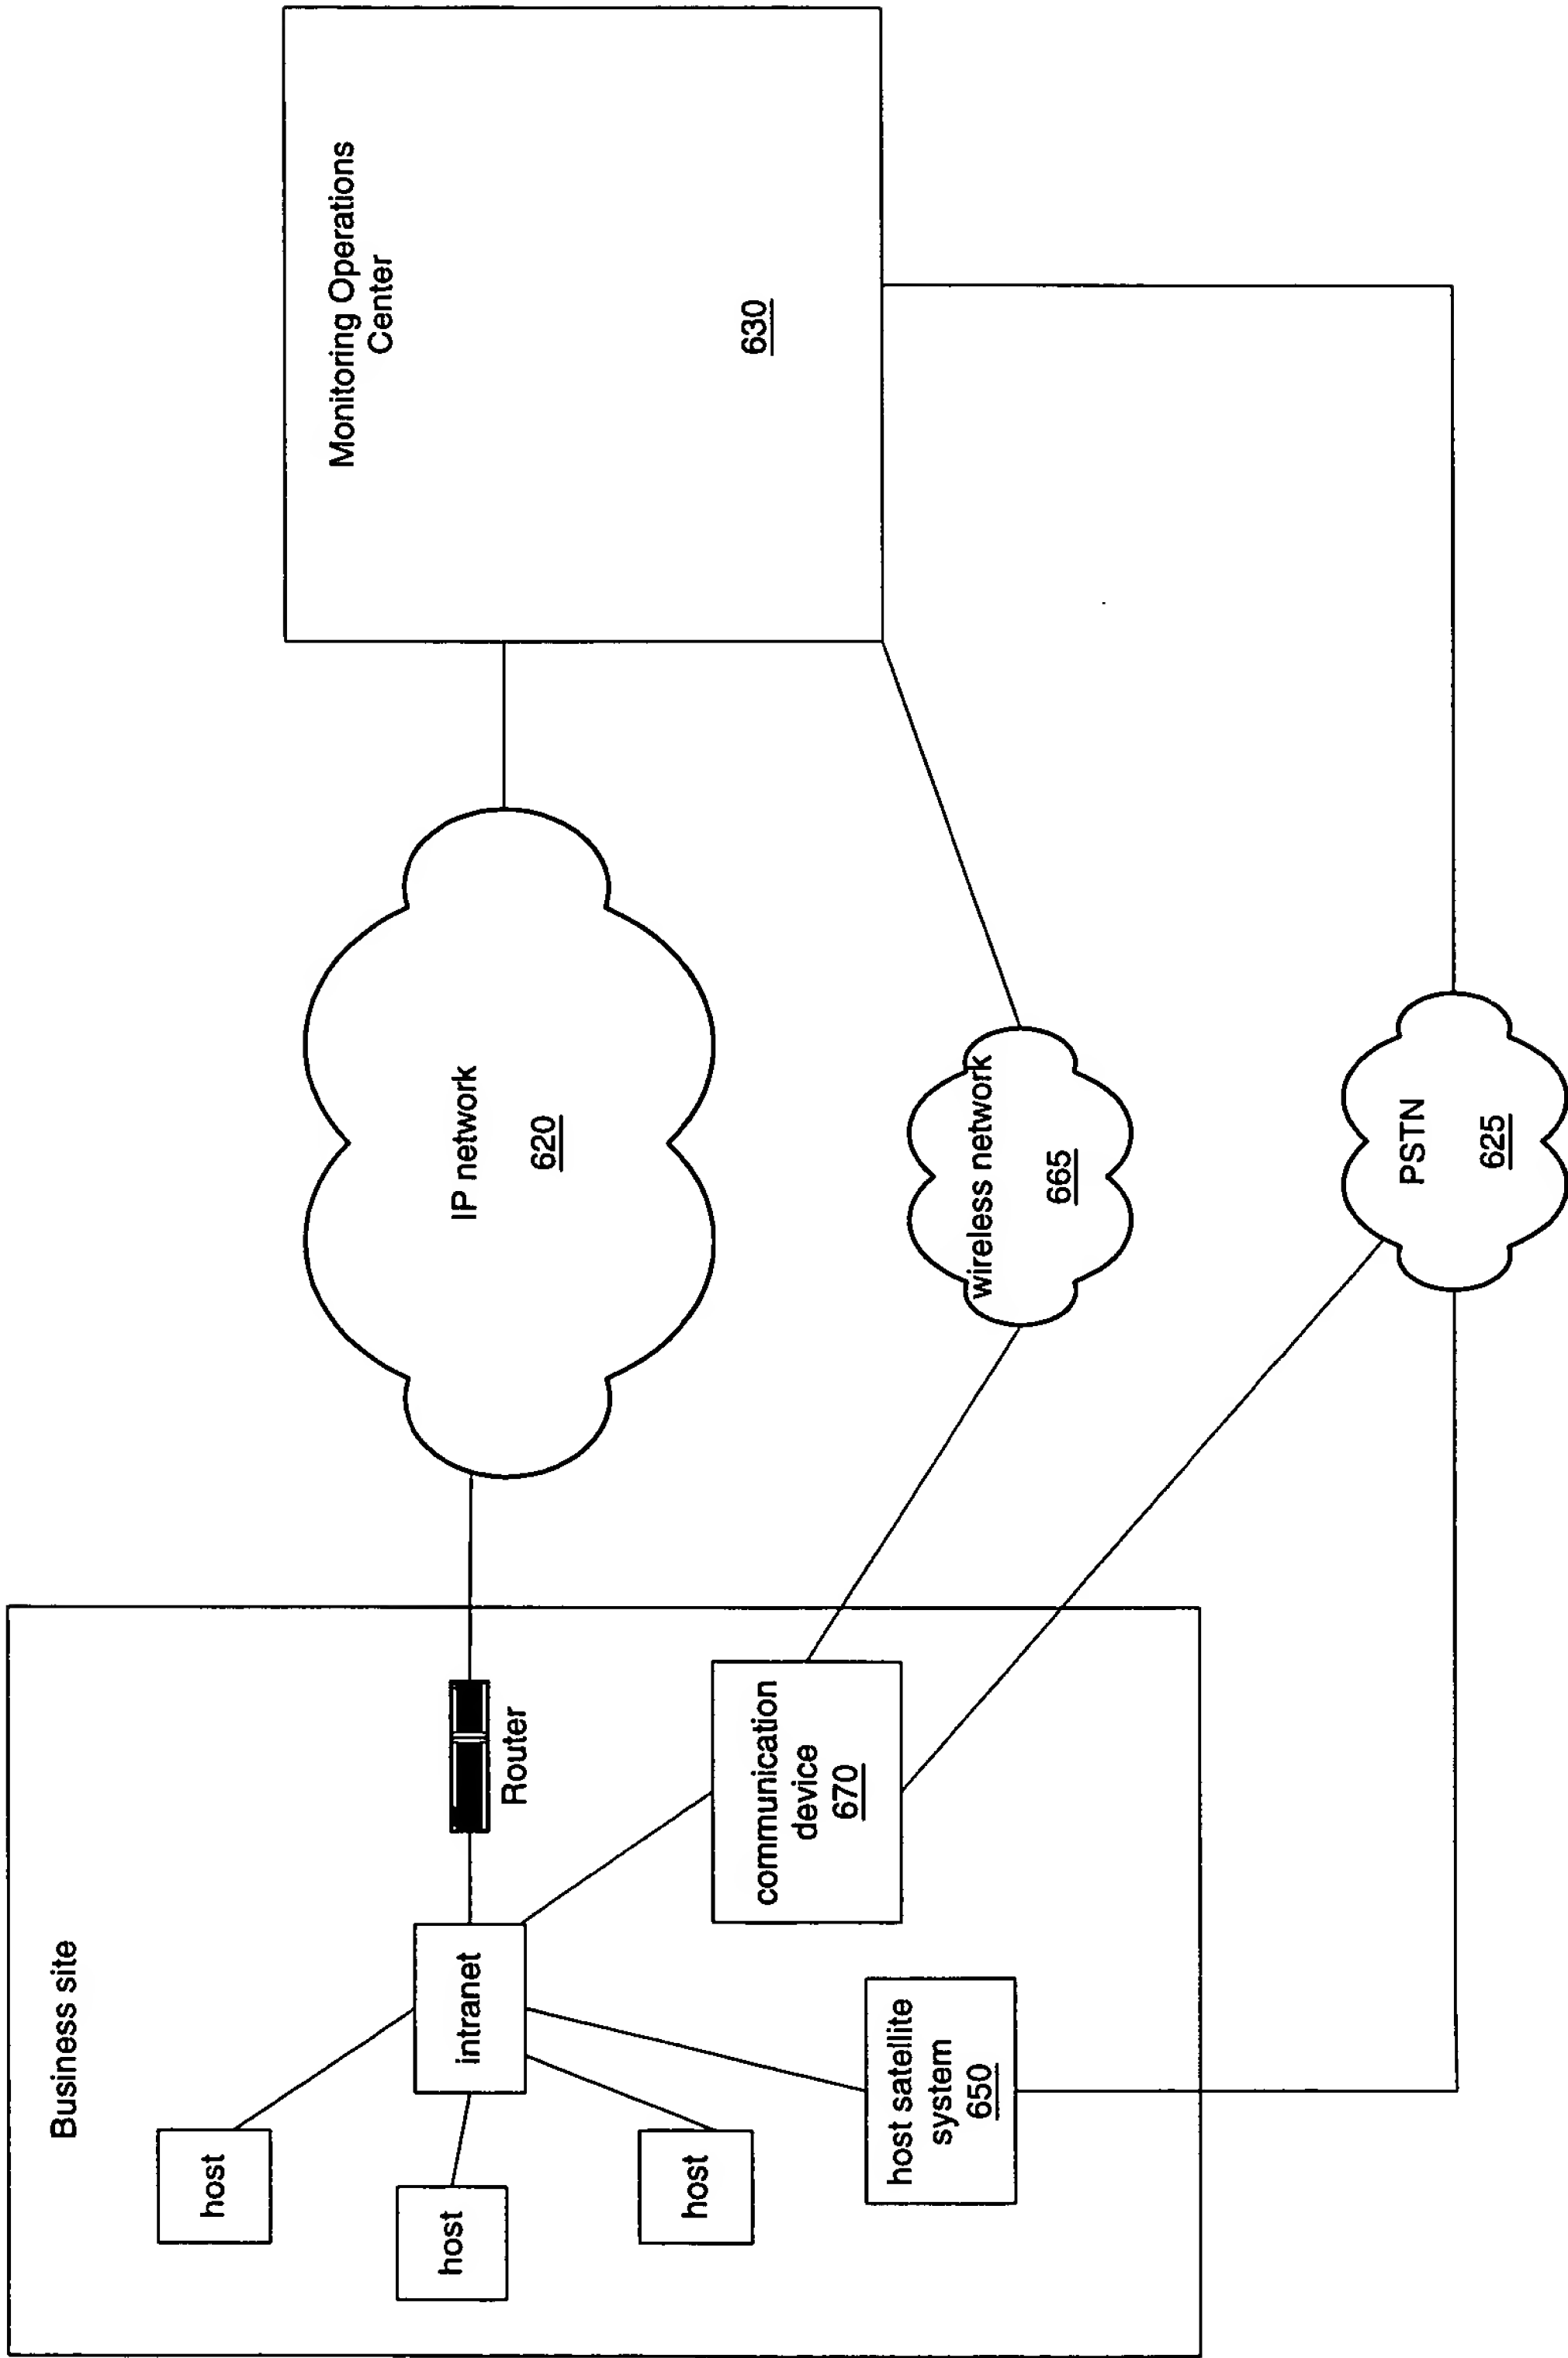 Business site
host
host
host
intranet
Router
host satellite
system
650
communication
device
670
IP network
620
wireless network
665
PSTN
625
Monitoring Operations
Center
630